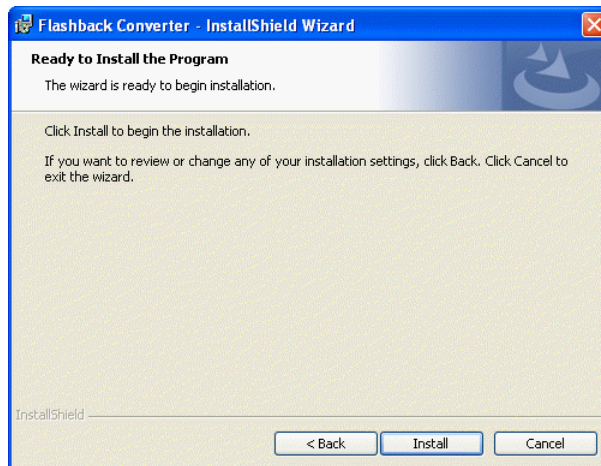 Flashback Converter - InstallShield Wizard
Ready to Install the Program
The wizard is ready to begin installation.
Click Install to begin the installation.
If you want to review or change any of your installation settings, click Back. Click Cancel to
exit the wizard.
InstallShield
< Back Install Cancel